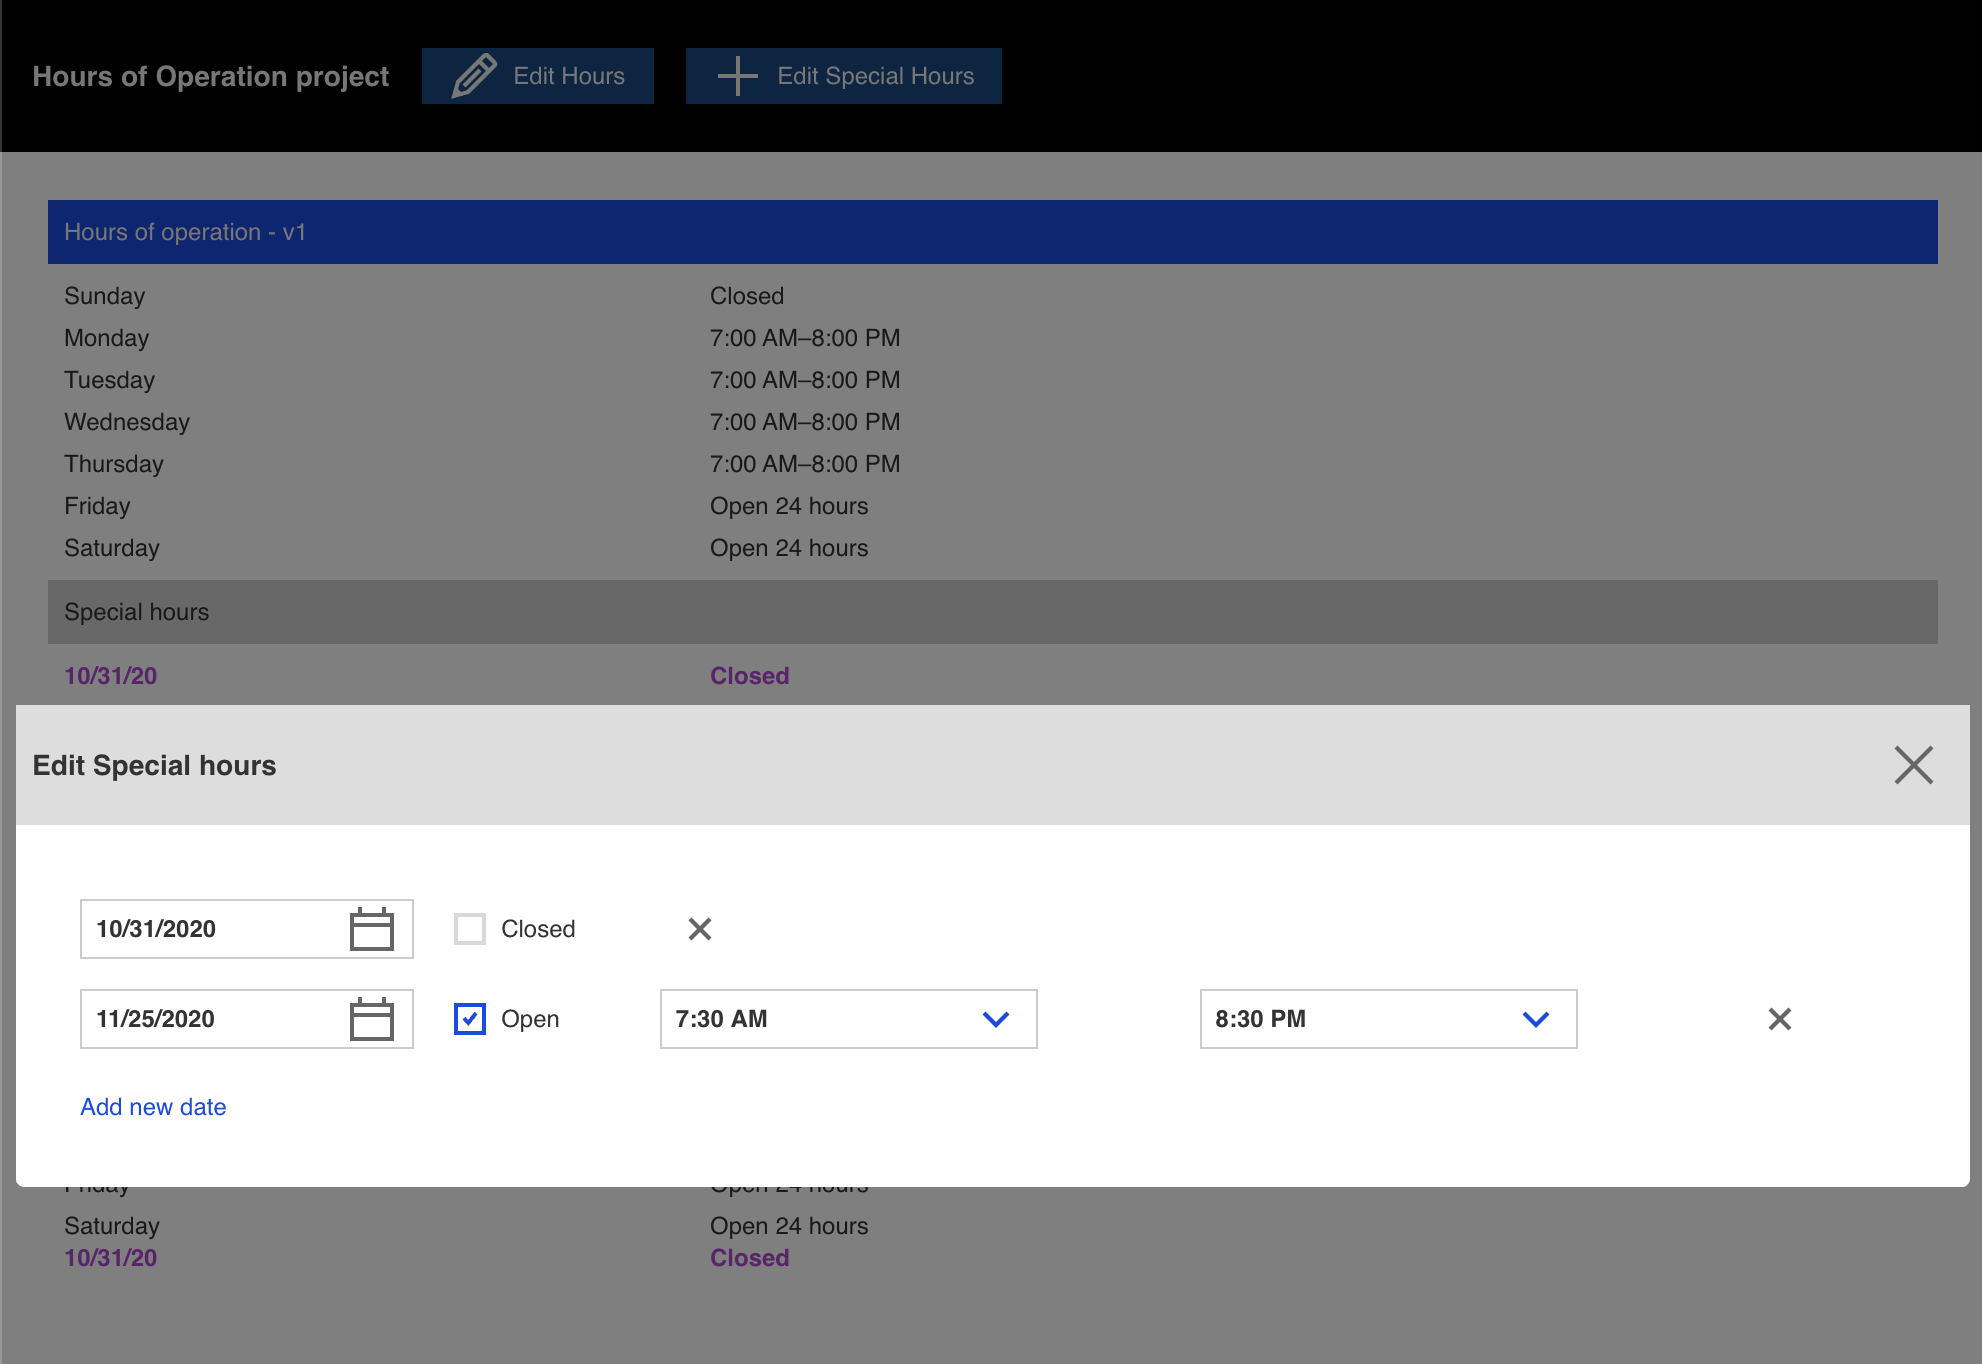 Hours of Operation project
Edit Hours
Edit Special Hours
Hours of operation - v1
Sunday Closed
Monday 7:00 AM–8:00 PM
Tuesday 7:00 AM–8:00 PM
Wednesday 7:00 AM–8:00 PM
Thursday 7:00 AM–8:00 PM
Friday Open 24 hours
Saturday Open 24 hours
Special hours
10/31/20 Closed
Edit Special hours
10/31/2020 Closed
11/25/2020 Open 7:30 AM 8:30 PM
Add new date
Friday Open 24 hours
Saturday Open 24 hours
10/31/20 Closed